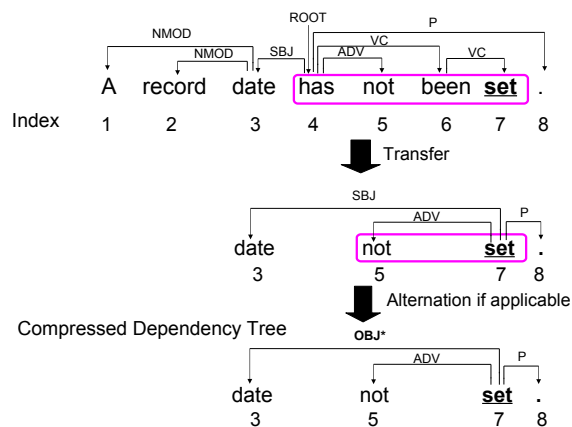 ROOT
P
NMOD
VC
NMOD SBJ ADV VC
A record date has not been set .
Index 1 2 3 4 5 6 7 8
Transfer
SBJ
ADV P
date not set .
3 5 7 8
Alternation if applicable
Compressed Dependency Tree
OBJ*
ADV P
date not set .
3 5 7 8